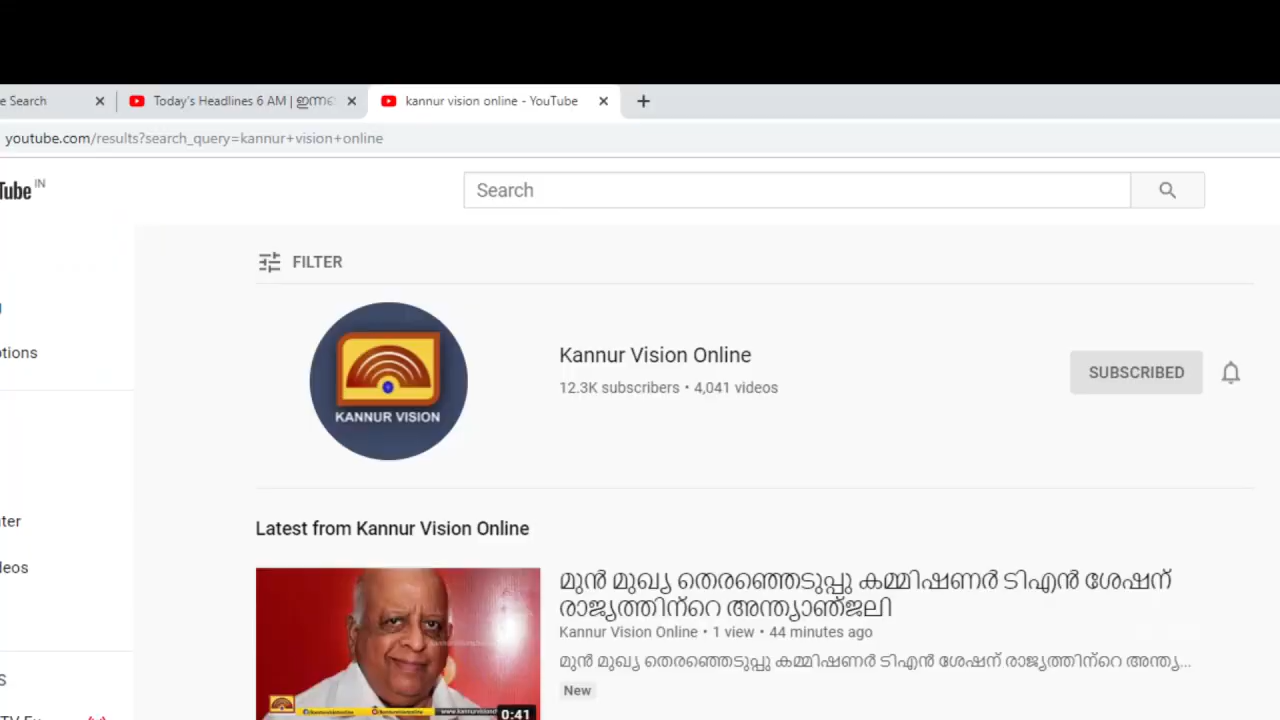 e Search
Today's Headlines 6 AM | ഇന്നത്
kannur vision online - YouTube
youtube.com/results?search_query=kannur+vision+online
Tube IN
Search
FILTER
KANNUR VISION
Kannur Vision Online
12.3K subscribers • 4,041 videos
SUBSCRIBED
otions
Latest from Kannur Vision Online
ter
leos
മുൻ മുഖ്യ തെരഞ്ഞെടുപ്പു കമ്മിഷണർ ടിഎൻ ശേഷന്
രാജ്യത്തിന്റെ അന്ത്യാഞ്ജലി
Kannur Vision Online • 1 view • 44 minutes ago
മുൻ മുഖ്യ തെരഞ്ഞെടുപ്പു കമ്മിഷണർ ടിഎൻ ശേഷന് രാജ്യത്തിന്റെ അന്ത്യ...
New
0:41
S